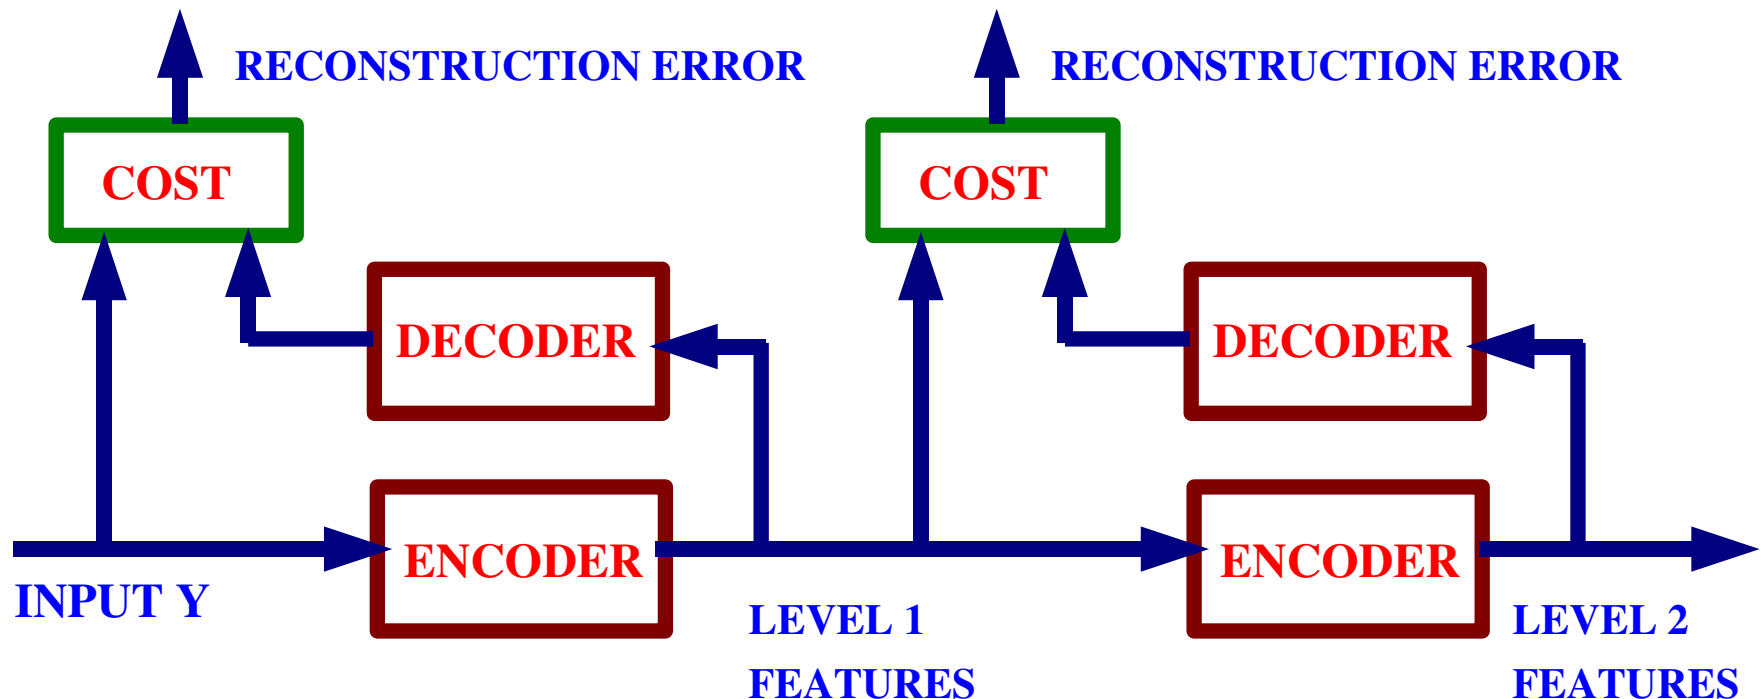 RECONSTRUCTION ERROR
RECONSTRUCTION ERROR
COST
COST
DECODER
DECODER
ENCODER
ENCODER
INPUT Y
LEVEL 1
FEATURES
LEVEL 2
FEATURES